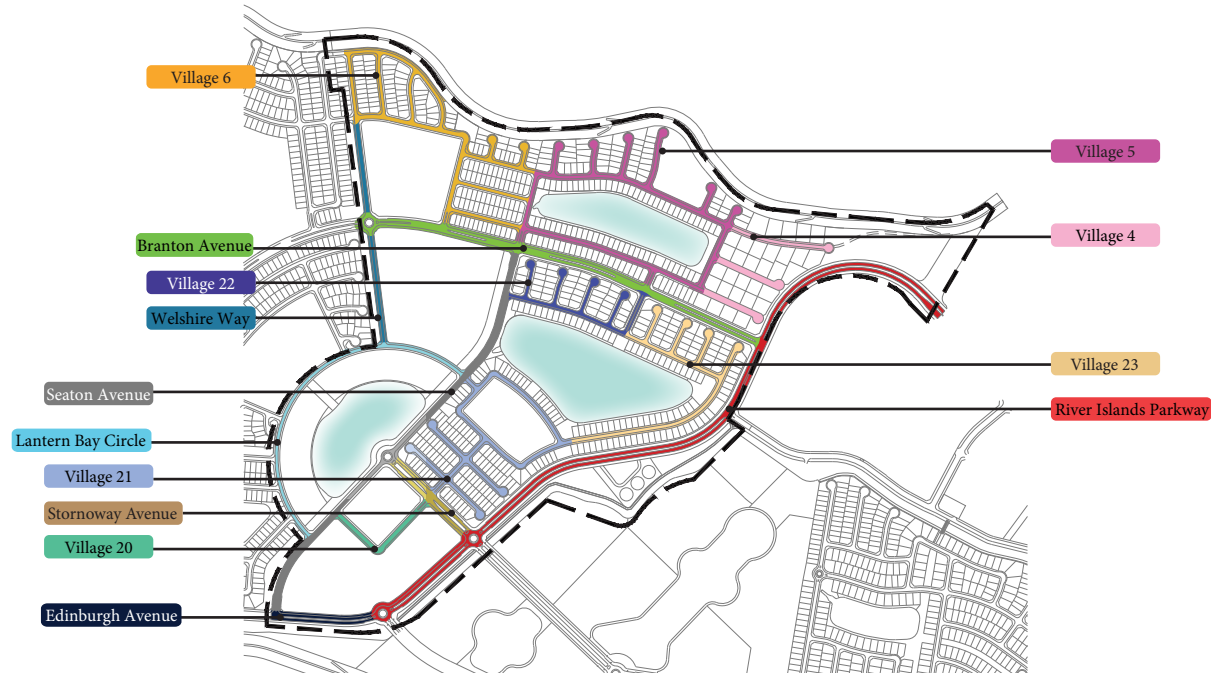 Village 6
Branton Avenue
Village 22
Welshire Way
Seaton Avenue
Lantern Bay Circle
Village 21
Stornoway Avenue
Village 20
Edinburgh Avenue
Village 5
Village 4
Village 23
River Islands Parkway